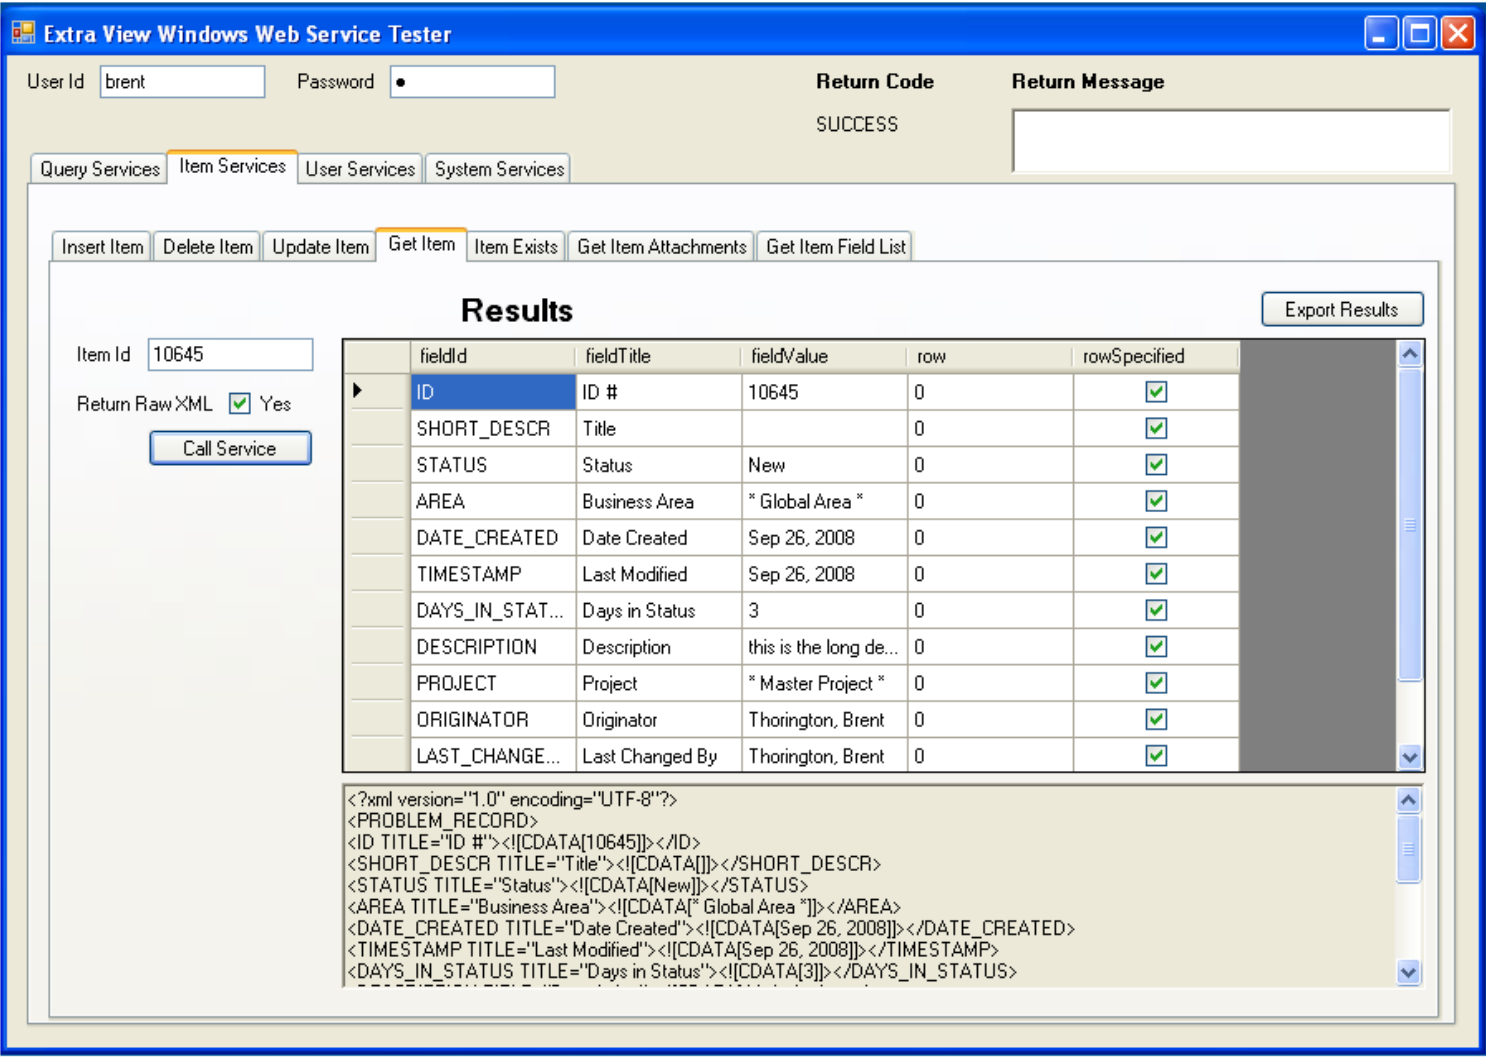 Extra View Windows Web Service Tester
User Id brent Password ● Return Code Return Message
SUCCESS
Query Services Item Services User Services System Services
Insert Item Delete Item Update Item Get Item Item Exists Get Item Attachments Get Item Field List
Results Export Results
Item Id 10645
Return Raw XML Yes
Call Service
fieldId fieldTitle fieldValue row rowSpecified
ID ID # 10645 0
SHORT_DESCR Title 0
STATUS Status New 0
AREA Business Area * Global Area * 0
DATE_CREATED Date Created Sep 26, 2008 0
TIMESTAMP Last Modified Sep 26, 2008 0
DAYS_IN_STAT... Days in Status 3 0
DESCRIPTION Description this is the long de... 0
PROJECT Project * Master Project * 0
ORIGINATOR Originator Thorington, Brent 0
LAST_CHANGE... Last Changed By Thorington, Brent 0
<?xml version="1.0" encoding="UTF-8"?>
<PROBLEM_RECORD>
<ID TITLE="ID #"><![CDATA[10645]]></ID>
<SHORT_DESCR TITLE="Title"><![CDATA[]]></SHORT_DESCR>
<STATUS TITLE="Status"><![CDATA[New]]></STATUS>
<AREA TITLE="Business Area"><![CDATA[* Global Area *]]></AREA>
<DATE_CREATED TITLE="Date Created"><![CDATA[Sep 26, 2008]]></DATE_CREATED>
<TIMESTAMP TITLE="Last Modified"><![CDATA[Sep 26, 2008]]></TIMESTAMP>
<DAYS_IN_STATUS TITLE="Days in Status"><![CDATA[3]]></DAYS_IN_STATUS>